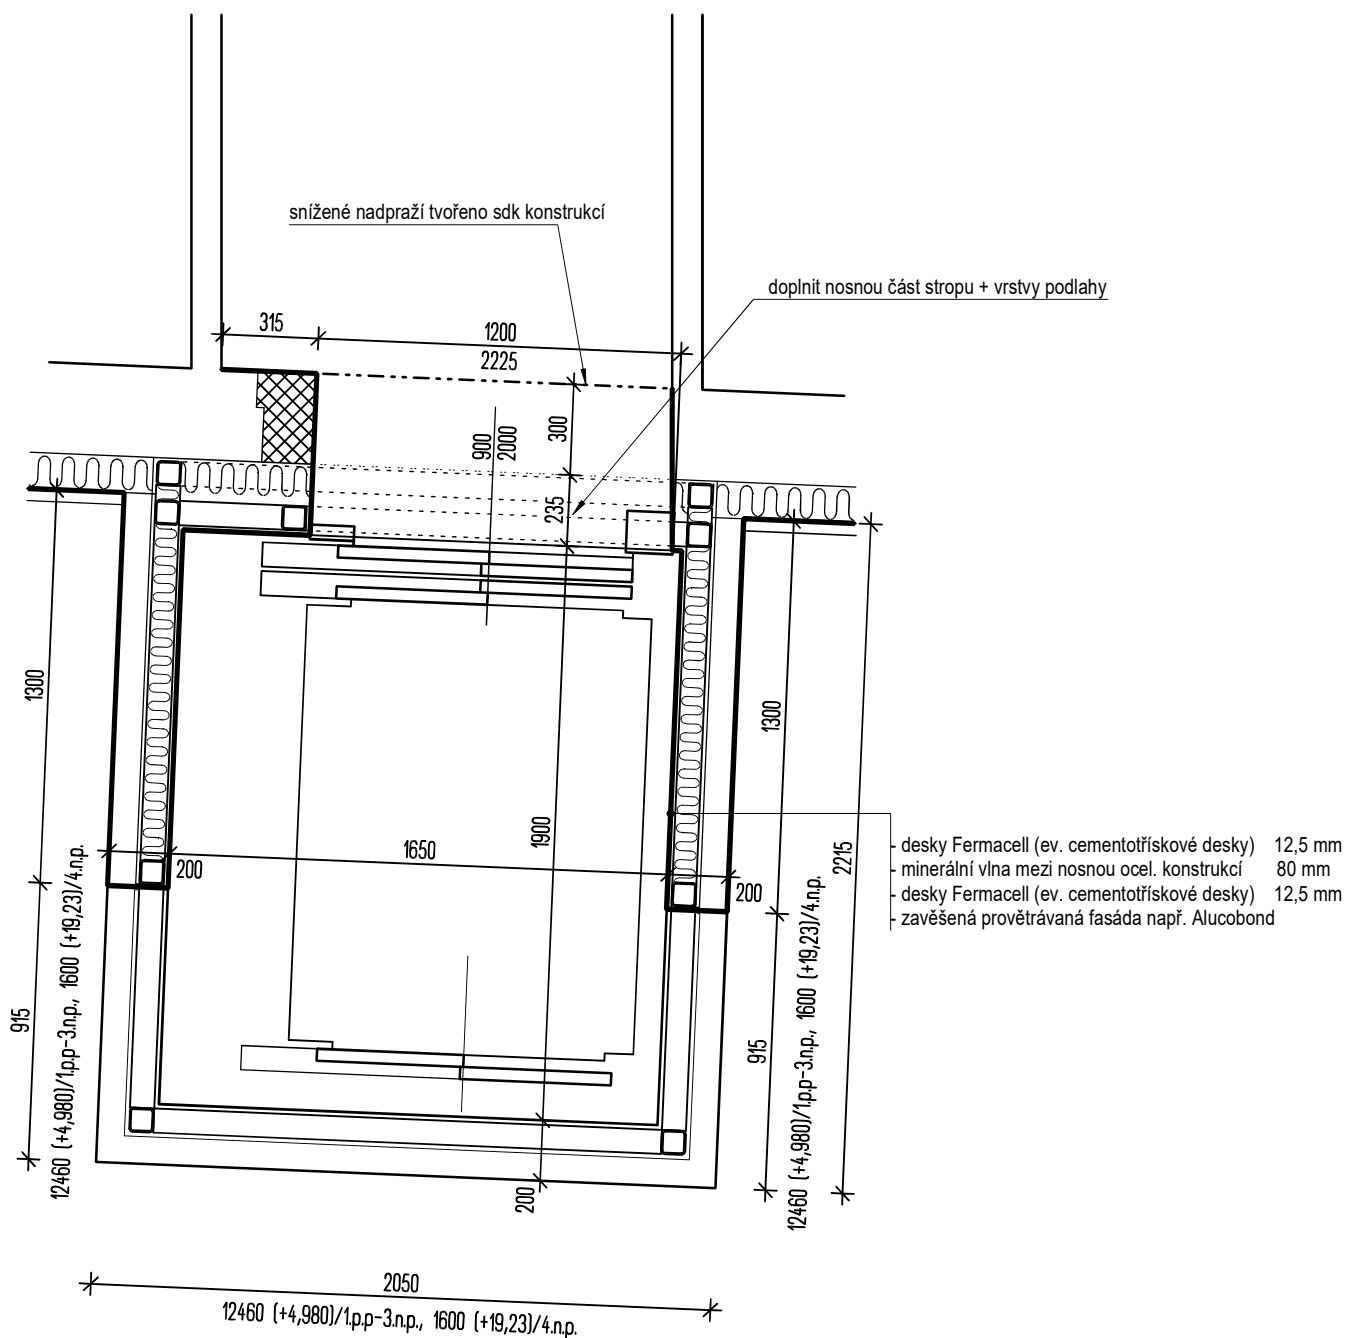 snížené nadpraží tvořeno sdk konstrukcí
doplnit nosnou část stropu + vrstvy podlahy
315
1200
2225
300
900
2000
235
1300
1300
1900
1650
200
200
2215
- desky Fermacell (ev. cementotřískové desky) 12,5 mm
- minerální vlna mezi nosnou ocel. konstrukcí 80 mm
- desky Fermacell (ev. cementotřískové desky) 12,5 mm
- zavěšená provětrávaná fasáda např. Alucobond
915
12460 (+4,980)/1.p.p-3.n.p., 1600 (+19,23)/4.n.p.
915
12460 (+4,980)/1.p.p-3.n.p., 1600 (+19,23)/4.n.p.
200
2050
12460 (+4,980)/1.p.p-3.n.p., 1600 (+19,23)/4.n.p.